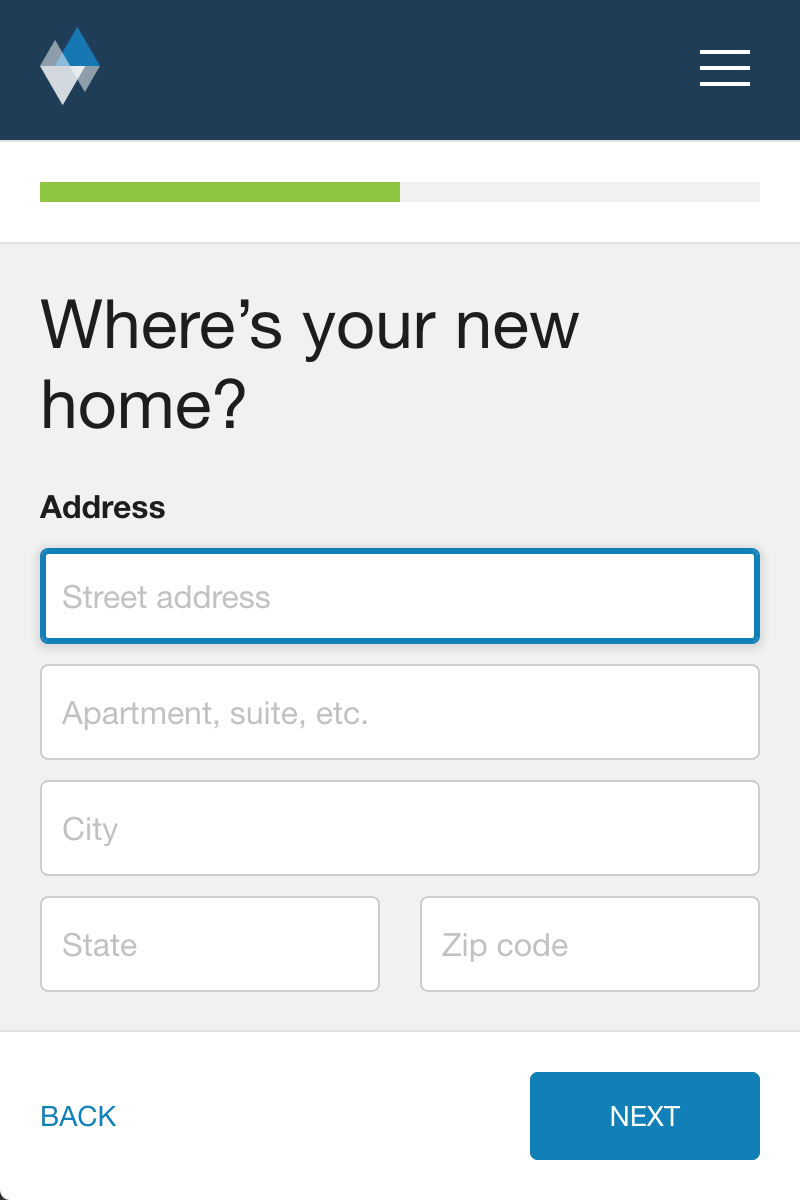 Where’s your new
home?
Address
Street address
Apartment, suite, etc.
City
State
Zip code
BACK
NEXT